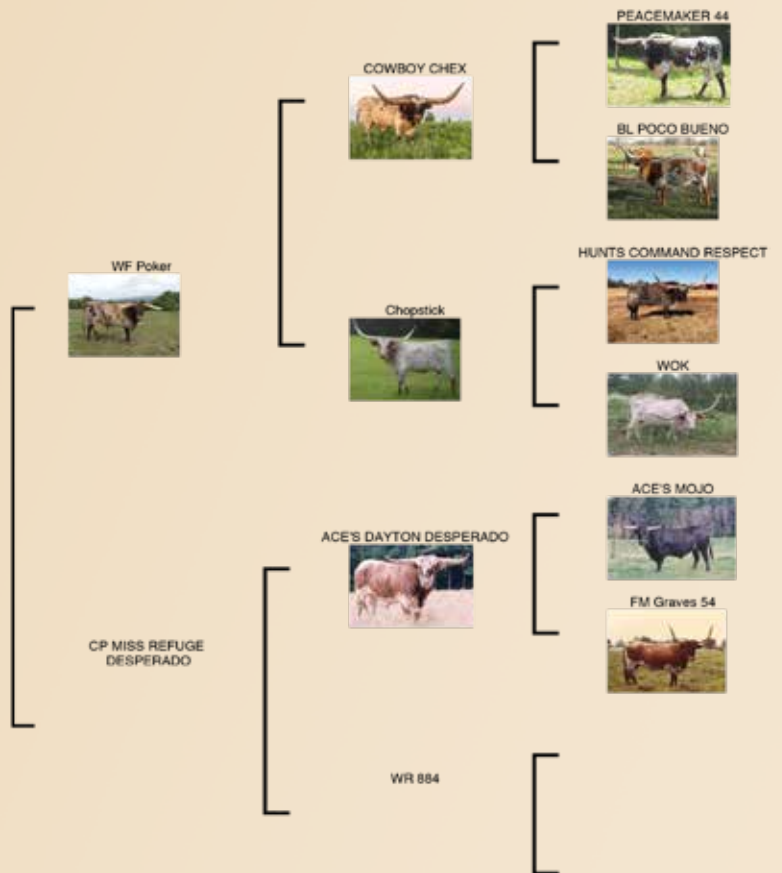 PEACEMAKER 44
COWBOY CHEX
BL POCO BUENO
WF Poker
HUNTS COMMAND RESPECT
Chopstick
WOK
ACE'S MOJO
ACE'S DAYTON DESPERADO
FM Graves 54
CP MISS REFUGE
DESPERADO
WR 884